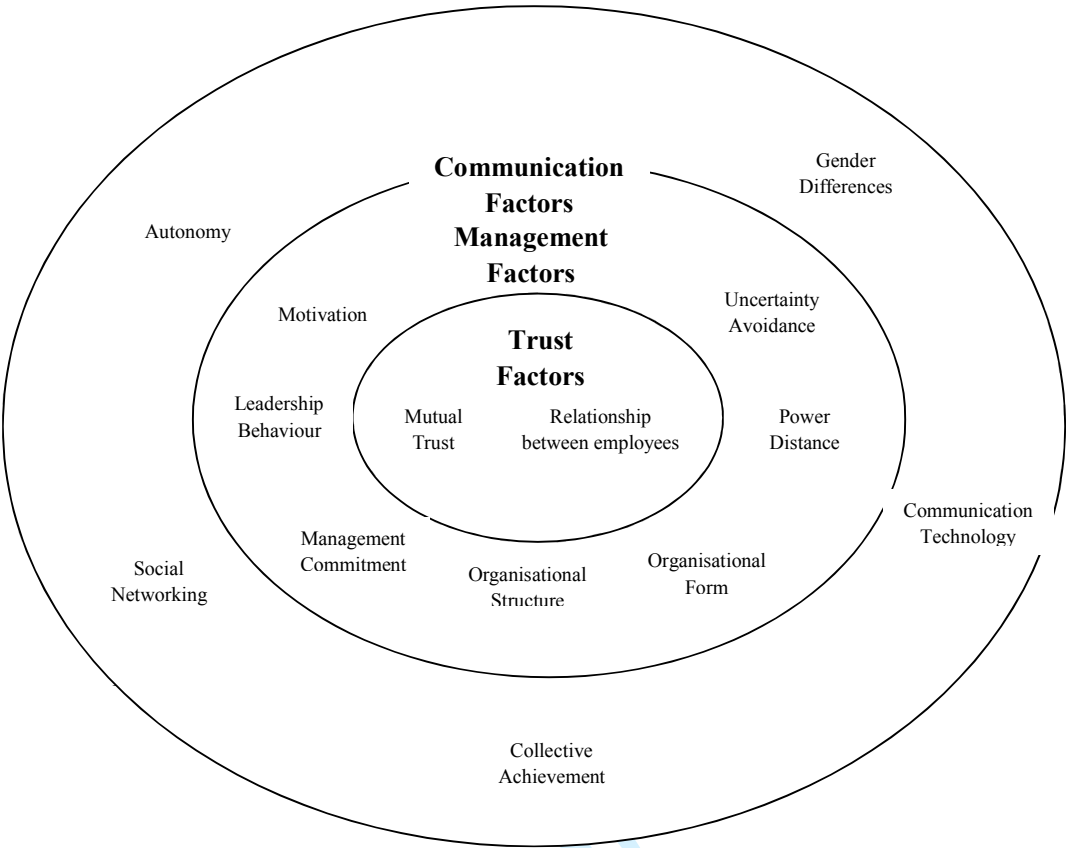 Communication
Factors
Management
Factors
Gender
Differences
Autonomy
Motivation
Uncertainty
Avoidance
Trust
Factors
Leadership
Behaviour
Mutual
Trust
Relationship
between employees
Power
Distance
Communication
Technology
Management
Commitment
Organisational
Structure
Organisational
Form
Social
Networking
Collective
Achievement